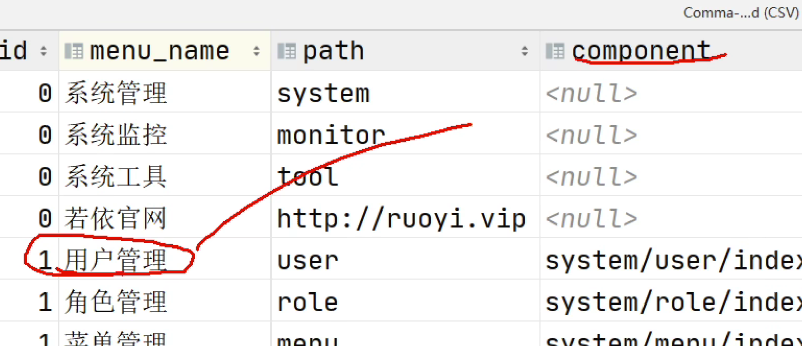 Comma-...d (CSV)
id menu_name path component
0 系统管理 system <null>
0 系统监控 monitor <null>
0 系统工具 tool <null>
0 若依官网 http://ruoyi.vip <null>
1 用户管理 user system/user/index
1 角色管理 role system/role/index
1 菜单管理 menu system/menu/index